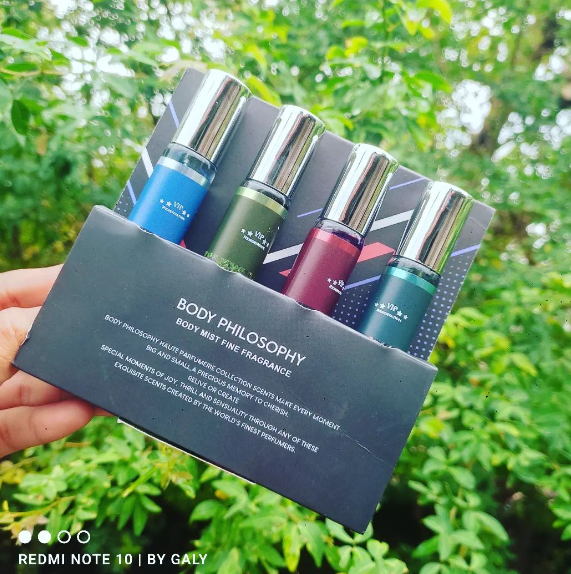 VIP
VIP
VIP
BODY PHILOSOPHY
BODY MIST FINE FRAGRANCE
BODY PHILOSOPHY HAUTE PARFUMERIE COLLECTION SCENTS MAKE EVERY MOMENT
BIG AND SMALL A PRECIOUS MEMORY TO CHERISH,
RELIVE OR CREATE
SPECIAL MOMENTS OF JOY, THRILL AND SENSUALITY THROUGH ANY OF THESE
EXQUISITE SCENTS CREATED BY THE WORLD'S FINEST PERFUMERS.
REDMI NOTE 10 | BY GALY